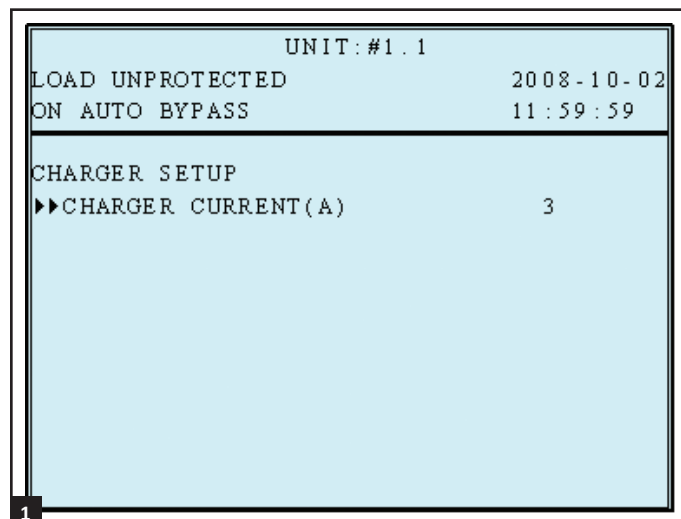 UNIT:#1.1
LOAD UNPROTECTED 2008-10-02
ON AUTO BYPASS 11:59:59
CHARGER SETUP
▶▶CHARGER CURRENT(A) 3
1